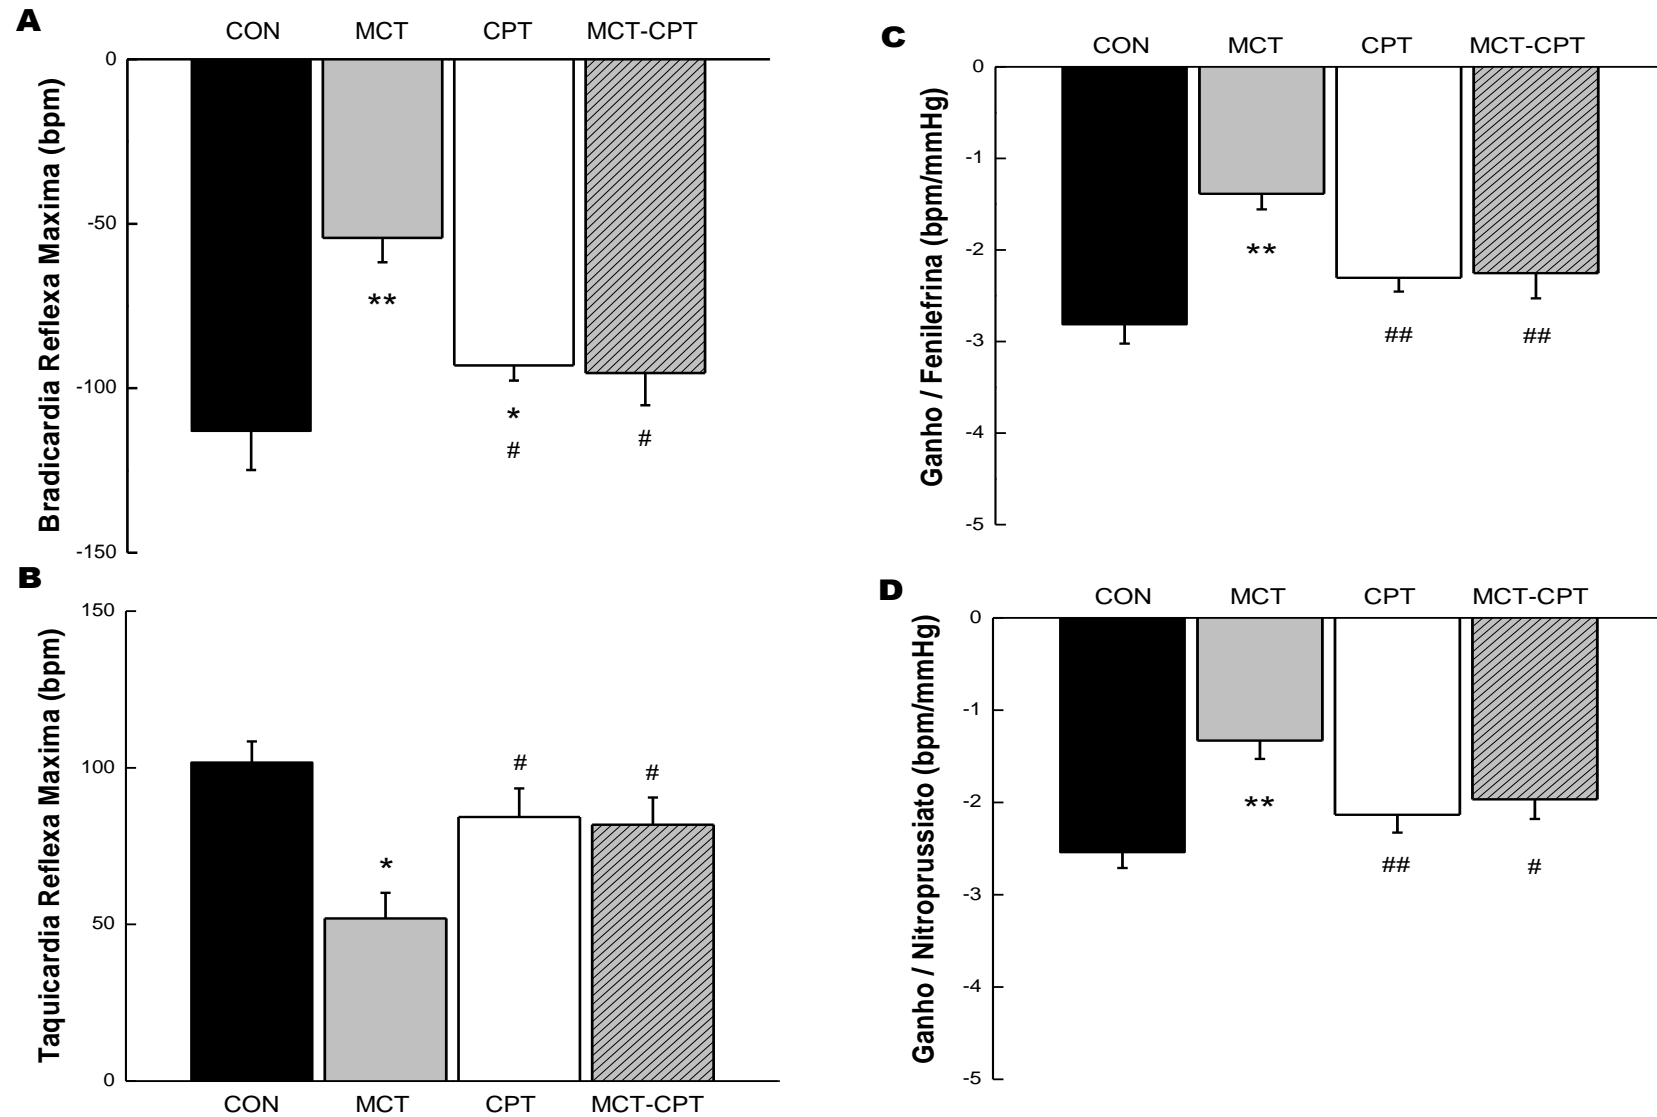 A
CON MCT CPT MCT-CPT
Bradicardia Reflexa Maxima (bpm)
0
-50
-100
-150
**
*
#
#
B
Taquicardia Reflexa Maxima (bpm)
150
100
50
0
*
#
#
CON MCT CPT MCT-CPT
C
CON MCT CPT MCT-CPT
Ganho / Fenilefrina (bpm/mmHg)
0
-1
-2
-3
-4
-5
**
##
##
D
CON MCT CPT MCT-CPT
Ganho / Nitroprussiato (bpm/mmHg)
0
-1
-2
-3
-4
-5
**
##
#